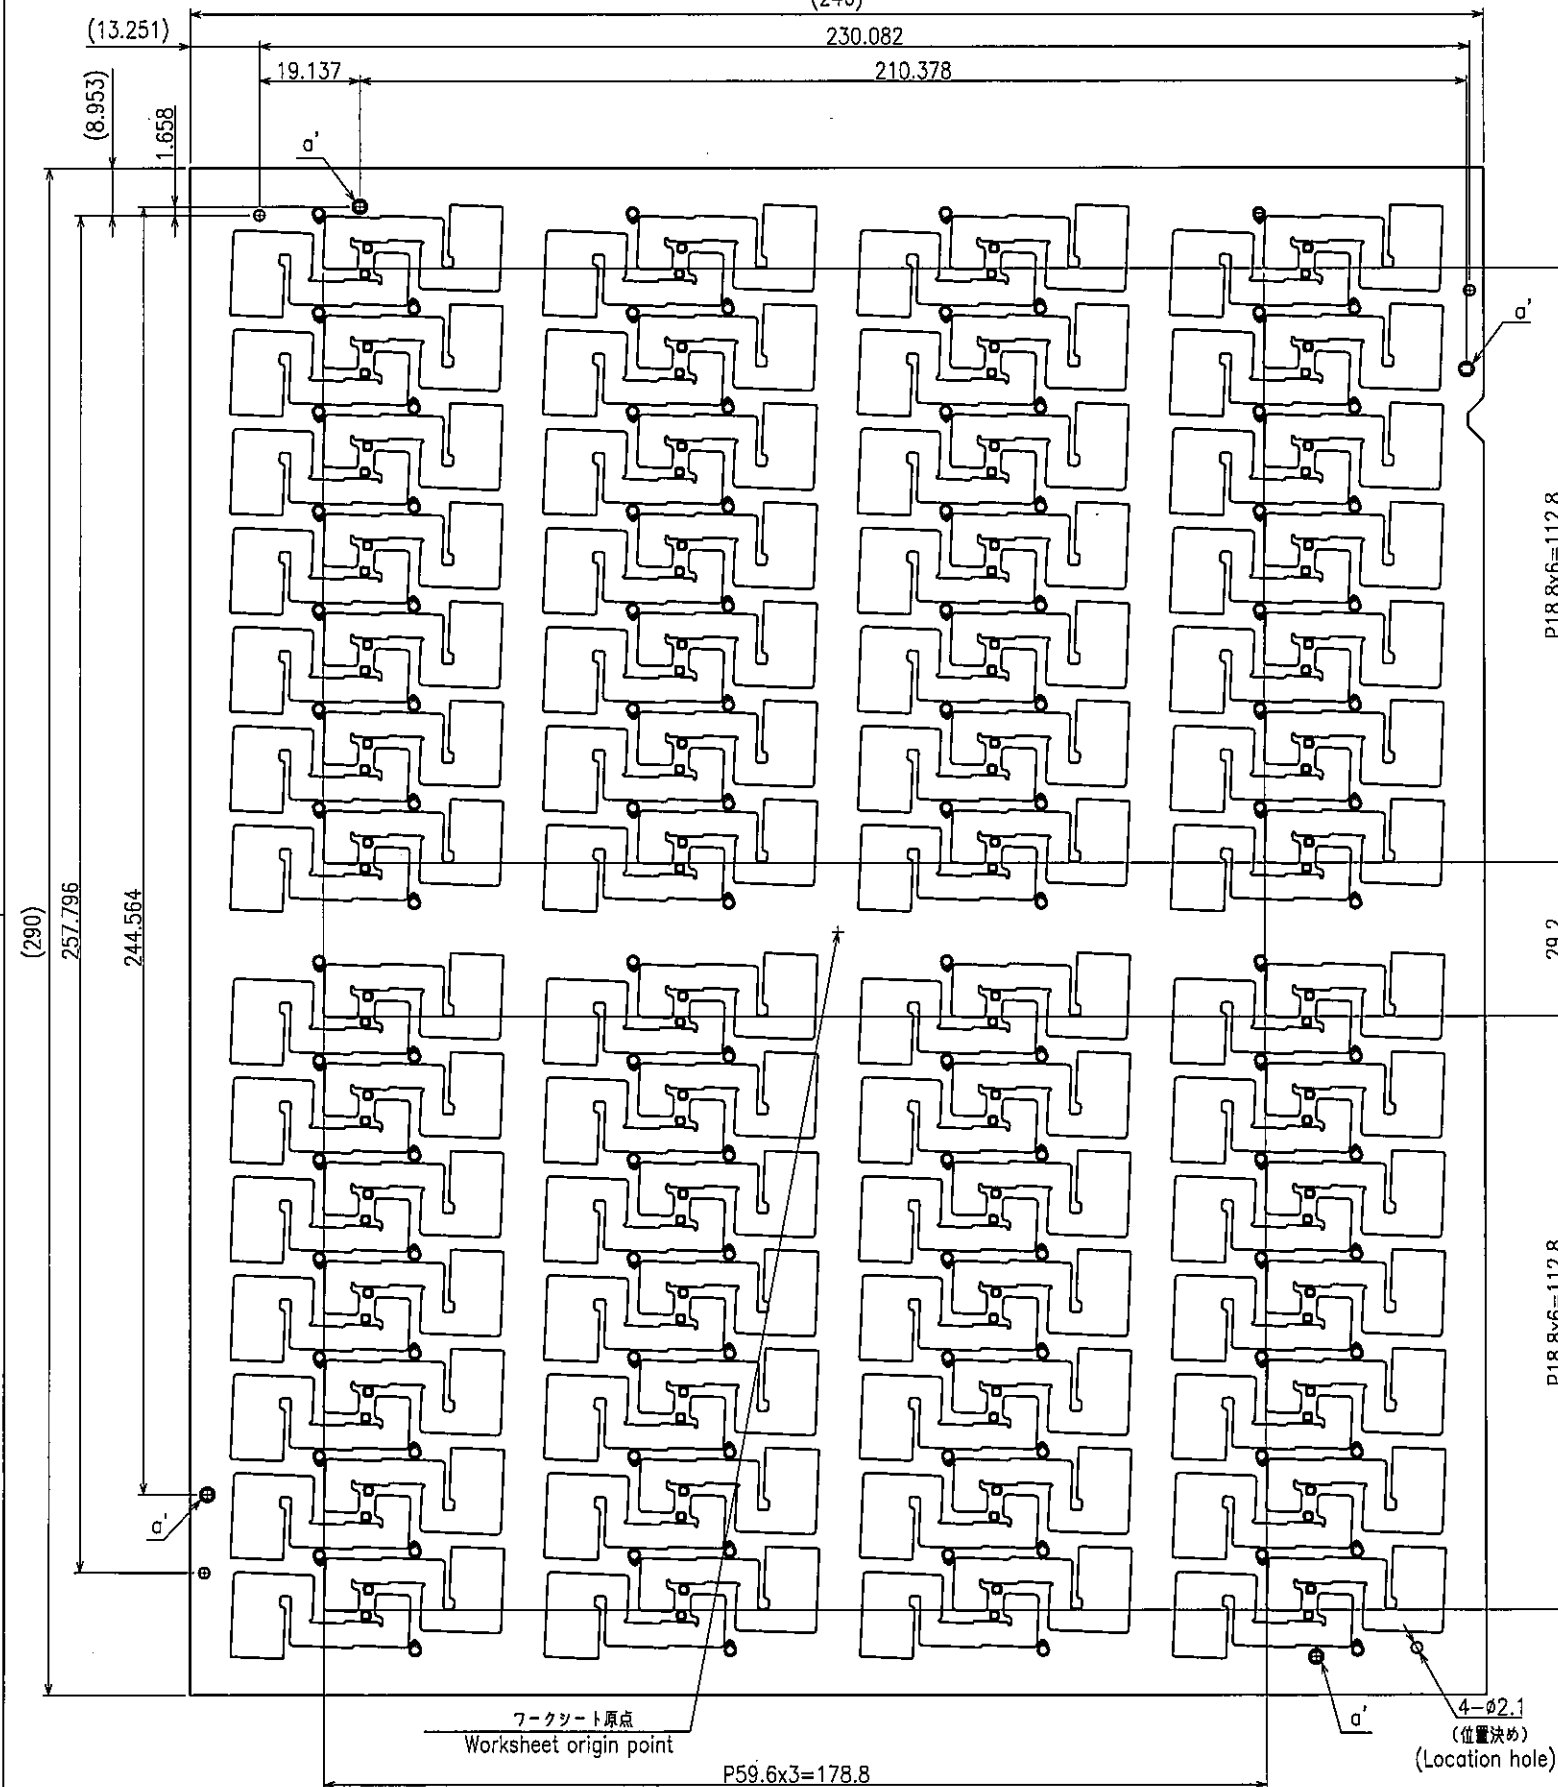 (13.251)
230.082
19.137
210.378
(8.953)
1.658
a'
a'
P18.8x6=112.8
(290)
257.796
244.564
29.2
P18.8x6=112.8
a'
ワークシート原点
Worksheet origin point
a'
4-ø2.1
(位置決め)
(Location hole)
P59.6x3=178.8